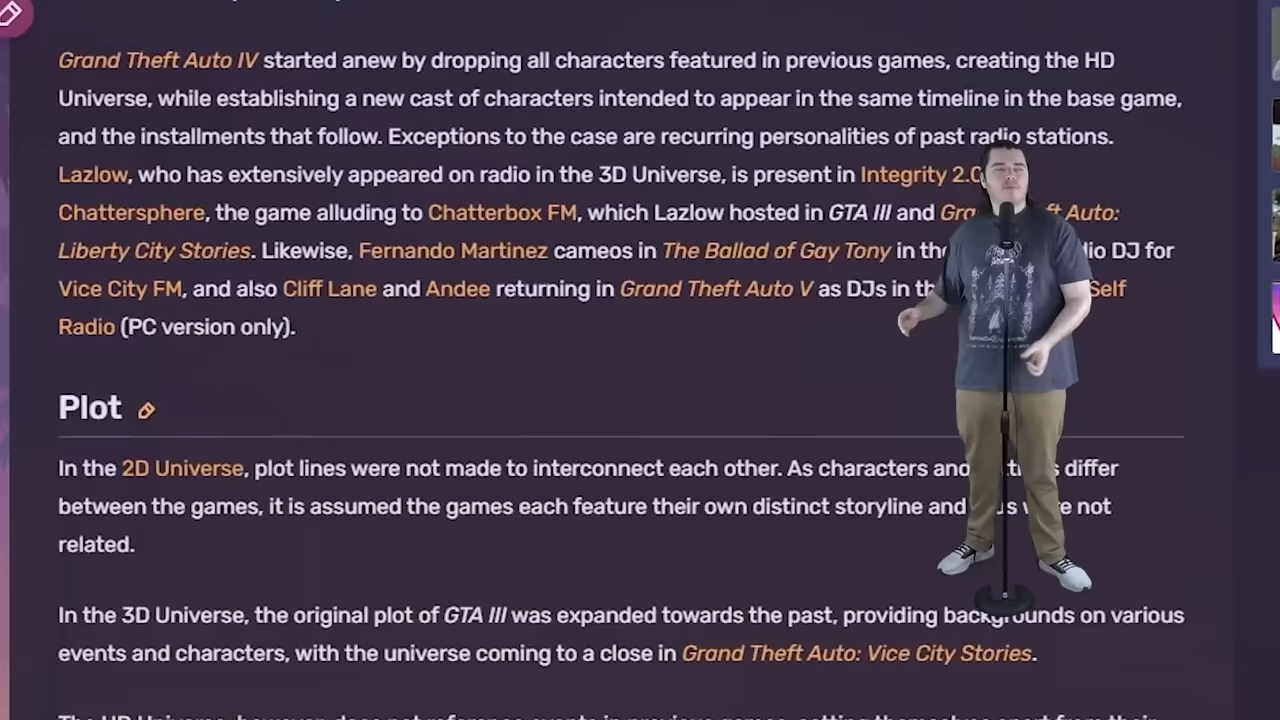 Grand Theft Auto IV started anew by dropping all characters featured in previous games, creating the HD
Universe, while establishing a new cast of characters intended to appear in the same timeline in the base game,
and the installments that follow. Exceptions to the case are recurring personalities of past radio stations.
Lazlow, who has extensively appeared on radio in the 3D Universe, is present in Integrity 2.0
Chattersphere, the game alluding to Chatterbox FM, which Lazlow hosted in GTA III and Auto:
Liberty City Stories. Likewise, Fernando Martinez cameos in The Ballad of Gay Tony in DJ for
Vice City FM, and also Cliff Lane and Andee returning in Grand Theft Auto V as DJs in Self
Radio (PC version only).
Plot
In the 2D Universe, plot lines were not made to interconnect each other. As characters and differ
between the games, it is assumed the games each feature their own distinct storyline and not
related.
In the 3D Universe, the original plot of GTA III was expanded towards the past, providing backgrounds on various
events and characters, with the universe coming to a close in Grand Theft Auto: Vice City Stories.